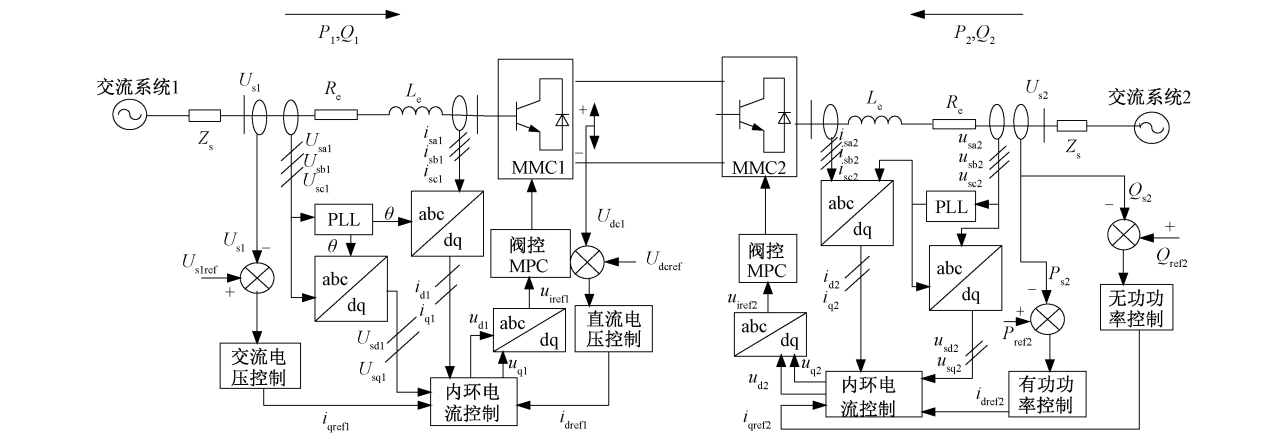 P1,Q1
P2,Q2
交流系统1
Us1
Re
Le
Zs
Usa1
Usb1
Usc1
isa1
isb1
isc1
MMC1
+
−
MMC2
isa2
isb2
isc2
Le
Re
Us2
usa2
usb2
usc2
交流系统2
Zs
PLL
θ
θ
abc
dq
abc
dq
Us1
−
Us1ref
+
Usd1
Usq1
id1
iq1
阀控
MPC
uiref1
ud1
abc
dq
uq1
Udc1
Udcref
直流电
压控制
交流电
压控制
内环电
流控制
iqref1
idref1
阀控
MPC
uiref2
abc
dq
ud2
uq2
abc
dq
id2
iq2
PLL
abc
dq
usd2
usq2
Qs2
−
+
Qref2
无功功
率控制
Ps2
−
+
Pref2
有功功
率控制
内环电
流控制
idref2
iqref2